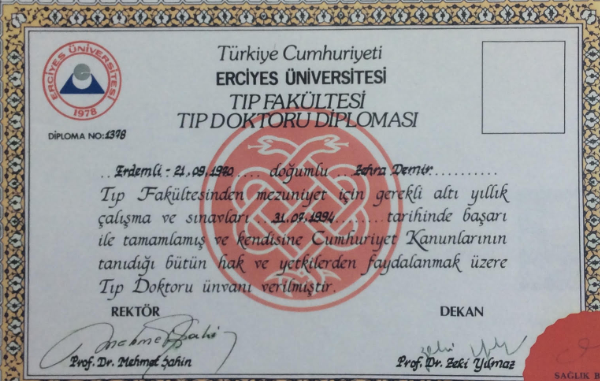 ERCİYES ÜNİVERSİTESİ
1978
Türkiye Cumhuriyeti
ERCİYES ÜNİVERSİTESİ
TIP FAKÜLTESİ
TIP DOKTORU DİPLOMASI
DİPLOMA NO: 1378
Erdemli - 21.09.1970 doğumlu Zehra Demir
Tıp Fakültesinden mezuniyet için gerekli altı yıllık
çalışma ve sınavları 31.07.1994 tarihinde başarı
ile tamamlamış ve kendisine Cumhuriyet Kanunlarının
tanıdığı bütün hak ve yetkilerden faydalanmak üzere
Tıp Doktoru ünvanı verilmiştir.
REKTÖR DEKAN
Mehmet Şahin
Prof. Dr. Mehmet Şahin Prof. Dr. Zeki Yılmaz
SAĞLIK B